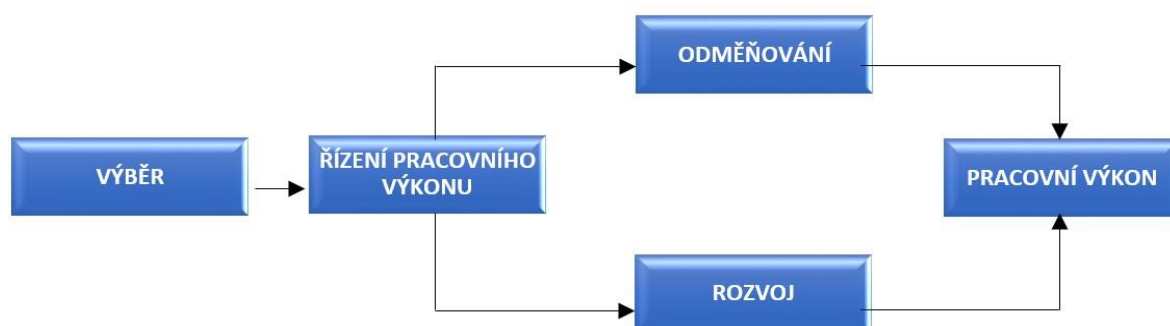 VÝBĚR
ŘÍZENÍ PRACOVNÍHO
VÝKONU
ODMĚŇOVÁNÍ
ROZVOJ
PRACOVNÍ VÝKON